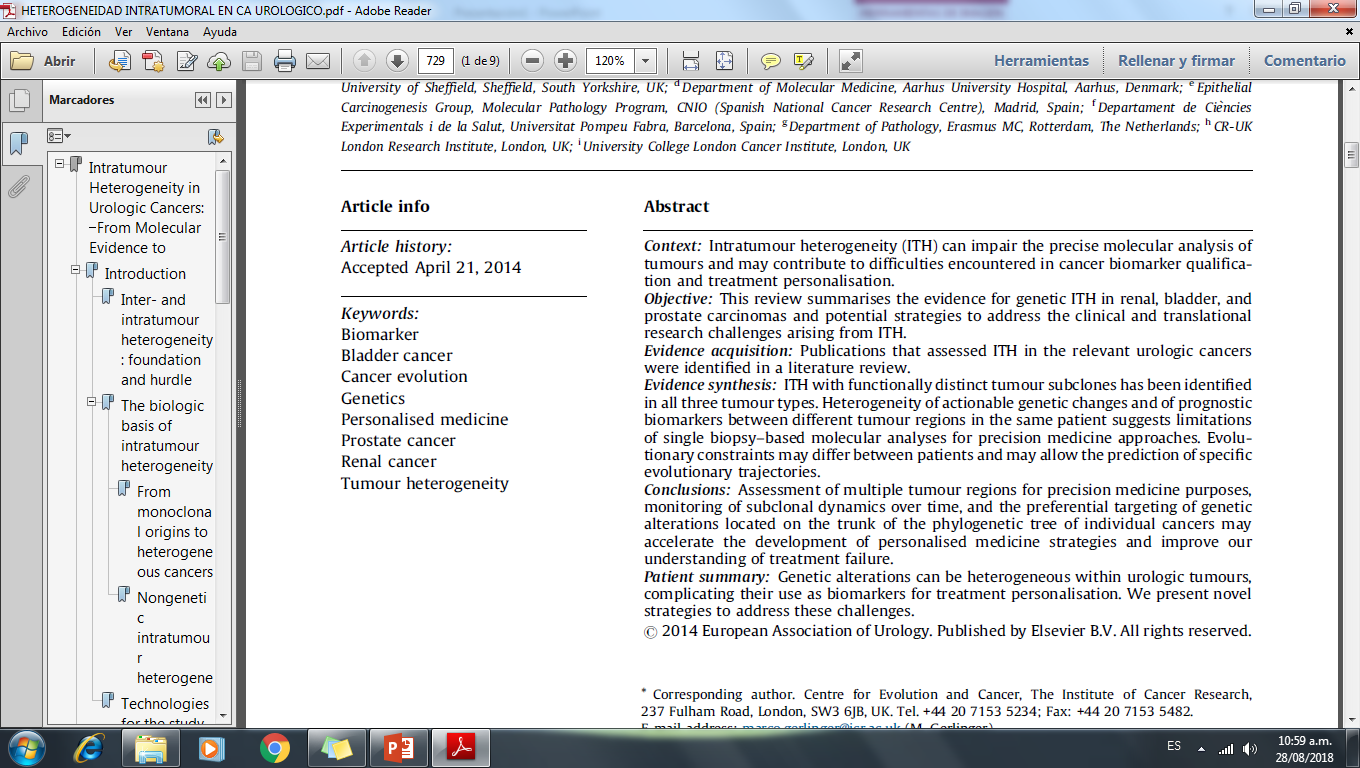 HETEROGENEIDAD INTRATUMORAL EN CA UROLOGICO.pdf - Adobe Reader
Archivo Edición Ver Ventana Ayuda
Abrir 729 (1 de 9) 120% Herramientas Rellenar y firmar Comentario
Marcadores
Intratumour
Heterogeneity in
Urologic Cancers:
–From Molecular
Evidence to
Introduction
Inter- and
intratumour
heterogeneity
: foundation
and hurdle
The biologic
basis of
intratumour
heterogeneity
From
monoclona
l origins to
heterogene
ous cancers
Nongeneti
c
intratumou
r
heterogene
Technologies
for the study
University of Sheffield, Sheffield, South Yorkshire, UK; d Department of Molecular Medicine, Aarhus University Hospital, Aarhus, Denmark; e Epithelial
Carcinogenesis Group, Molecular Pathology Program, CNIO (Spanish National Cancer Research Centre), Madrid, Spain; f Departament de Ciències
Experimentals i de la Salut, Universitat Pompeu Fabra, Barcelona, Spain; g Department of Pathology, Erasmus MC, Rotterdam, The Netherlands; h CR-UK
London Research Institute, London, UK; i University College London Cancer Institute, London, UK
Article info
Article history:
Accepted April 21, 2014
Keywords:
Biomarker
Bladder cancer
Cancer evolution
Genetics
Personalised medicine
Prostate cancer
Renal cancer
Tumour heterogeneity
Abstract
Context: Intratumour heterogeneity (ITH) can impair the precise molecular analysis of
tumours and may contribute to difficulties encountered in cancer biomarker qualifica-
tion and treatment personalisation.
Objective: This review summarises the evidence for genetic ITH in renal, bladder, and
prostate carcinomas and potential strategies to address the clinical and translational
research challenges arising from ITH.
Evidence acquisition: Publications that assessed ITH in the relevant urologic cancers
were identified in a literature review.
Evidence synthesis: ITH with functionally distinct tumour subclones has been identified
in all three tumour types. Heterogeneity of actionable genetic changes and of prognostic
biomarkers between different tumour regions in the same patient suggests limitations
of single biopsy–based molecular analyses for precision medicine approaches. Evolu-
tionary constraints may differ between patients and may allow the prediction of specific
evolutionary trajectories.
Conclusions: Assessment of multiple tumour regions for precision medicine purposes,
monitoring of subclonal dynamics over time, and the preferential targeting of genetic
alterations located on the trunk of the phylogenetic tree of individual cancers may
accelerate the development of personalised medicine strategies and improve our
understanding of treatment failure.
Patient summary: Genetic alterations can be heterogeneous within urologic tumours,
complicating their use as biomarkers for treatment personalisation. We present novel
strategies to address these challenges.
© 2014 European Association of Urology. Published by Elsevier B.V. All rights reserved.
* Corresponding author. Centre for Evolution and Cancer, The Institute of Cancer Research,
237 Fulham Road, London, SW3 6JB, UK. Tel. +44 20 7153 5234; Fax: +44 20 7153 5482.
E-mail address: marco.gerlinger@icr.ac.uk (M. Gerlinger)
ES
10:59 a.m.
28/08/2018